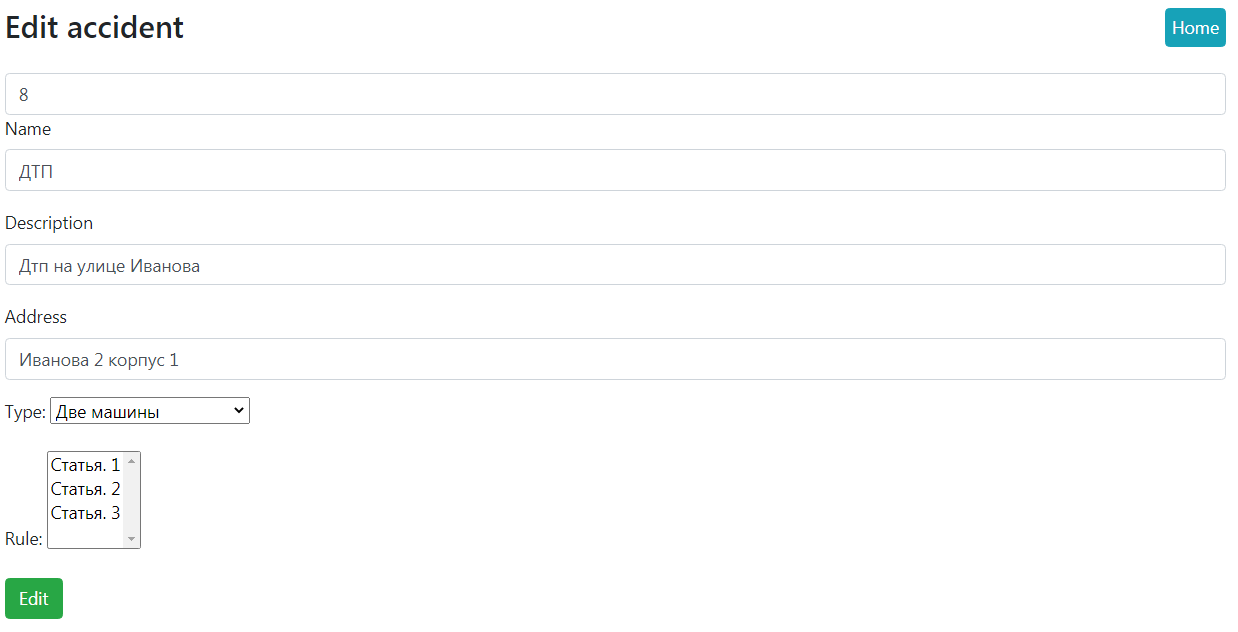 Edit accident
Home
8
Name
ДТП
Description
Дтп на улице Иванова
Address
Иванова 2 корпус 1
Type: Две машины
Статья. 1
Статья. 2
Статья. 3
Rule:
Edit